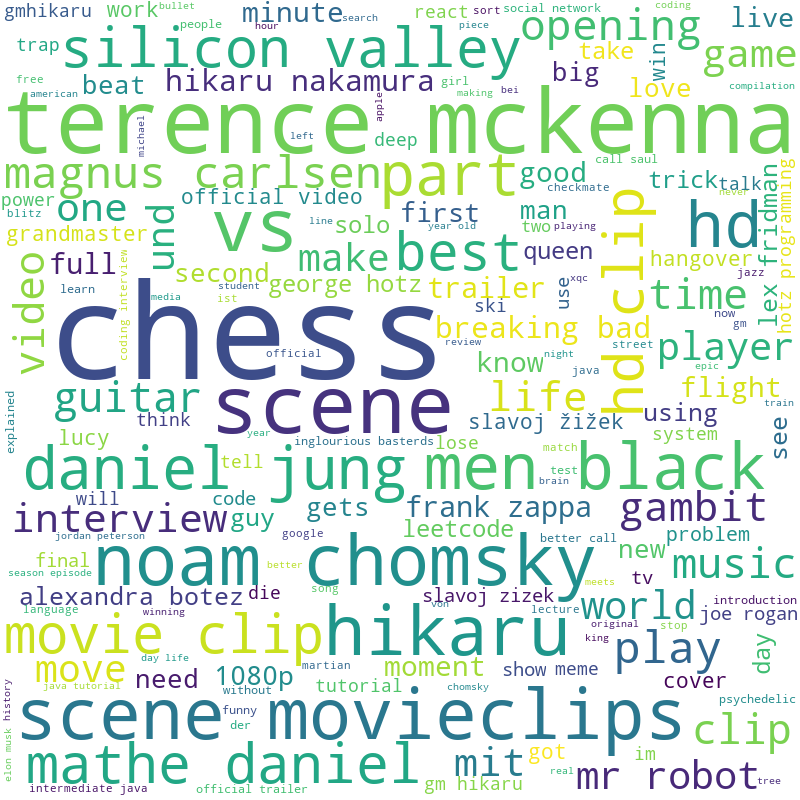 gmhikaru
work
bullet
people
search
hour
minute
react
sort
social network
piece
coding
opening
live
trap
silicon valley
take
win
game
free
american
beat
hikaru nakamura
girl
making
bei
big
love
compilation
terence mckenna
michael
left
apple
deep
call saul
magnus carlsen
part
good
checkmate
trick
talk
never
power
blitz
one
official video
first
man
hd
grandmaster
und
vs
line
solo
year old
two
playing
queen
hd clip
hangover
lex fridman
hotz programming
video
full
make
best
jazz
learn
second
student
george hotz
trailer
ski
use
xqc
time
coding interview
media
ist
chess
breaking bad
now
gm
official
review
know
night
street
player
java
epic
guitar
scene
life
flight
train
explained
think
slavoj žižek
using
see
lucy
year
inglourious basterds
lose
match
system
daniel jung
tell
men black
test
brain
will
code
gets
frank zappa
gambit
interview
guy
leetcode
jordan peterson
google
better call
problem
final
noam chomsky
new
music
season episode
better
meets
alexandra botez
die
song
slavoj zizek
tv
language
winning
von
lecture
world
introduction
joe rogan
movie clip
hikaru
original
king
stop
play
day
move
day life
need
1080p
martian
moment
show
meme
java tutorial
without
tutorial
chomsky
cover
psychedelic
history
elon musk
scene movieclips
funny
der
clip
mathe daniel
mit
got
im
real
intermediate java
official trailer
gm hikaru
mr robot
tree